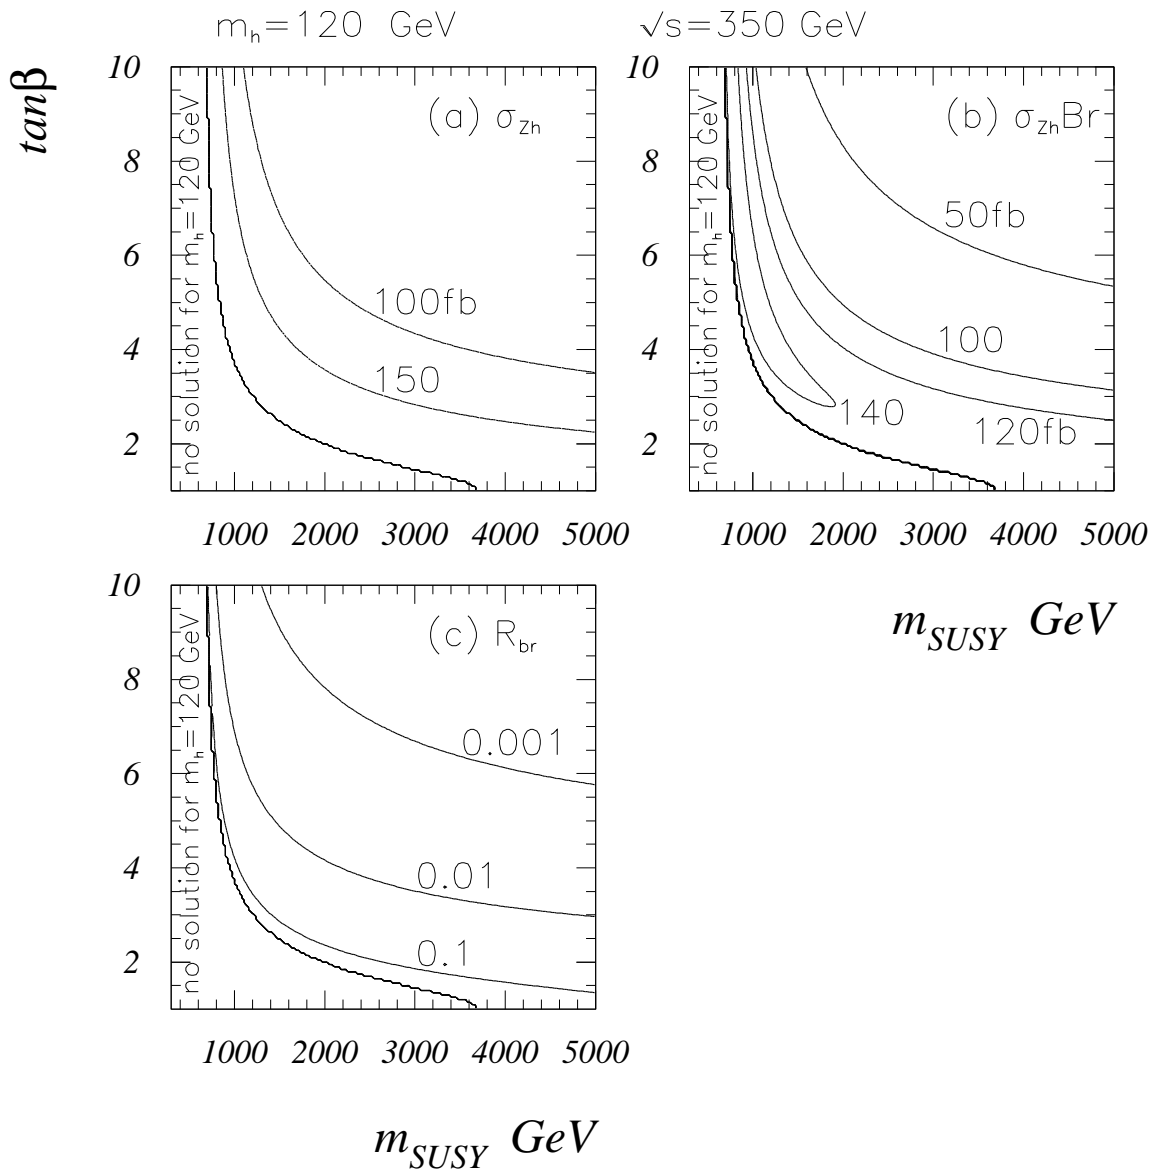 m_h=120 GeV
√s=350 GeV
tanβ
10
8
6
4
2
(a) σ_Zh
100fb
150
no solution for m_h=120 GeV
1000 2000 3000 4000 5000
10
8
6
4
2
(b) σ_Zh Br
50fb
100
140
120fb
no solution for m_h=120 GeV
1000 2000 3000 4000 5000
m_SUSY GeV
10
8
6
4
2
(c) R_br
0.001
0.01
0.1
no solution for m_h=120 GeV
1000 2000 3000 4000 5000
m_SUSY GeV